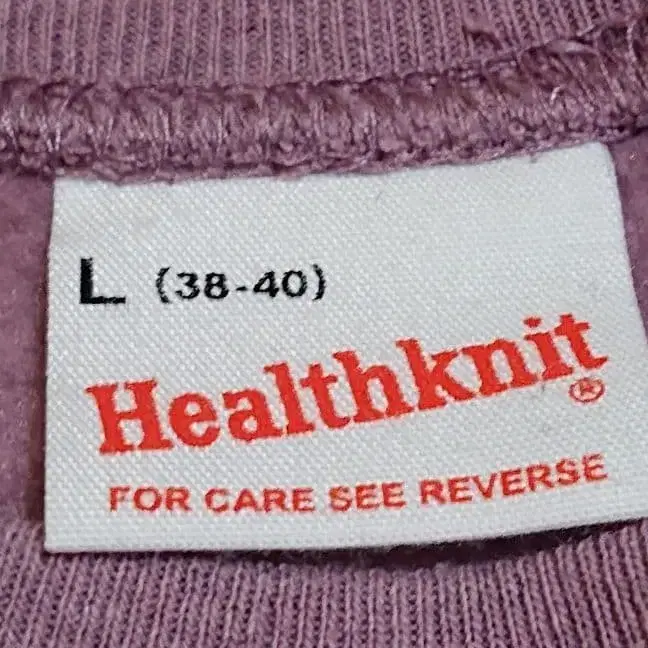 L (38-40)
Healthknit®
FOR CARE SEE REVERSE